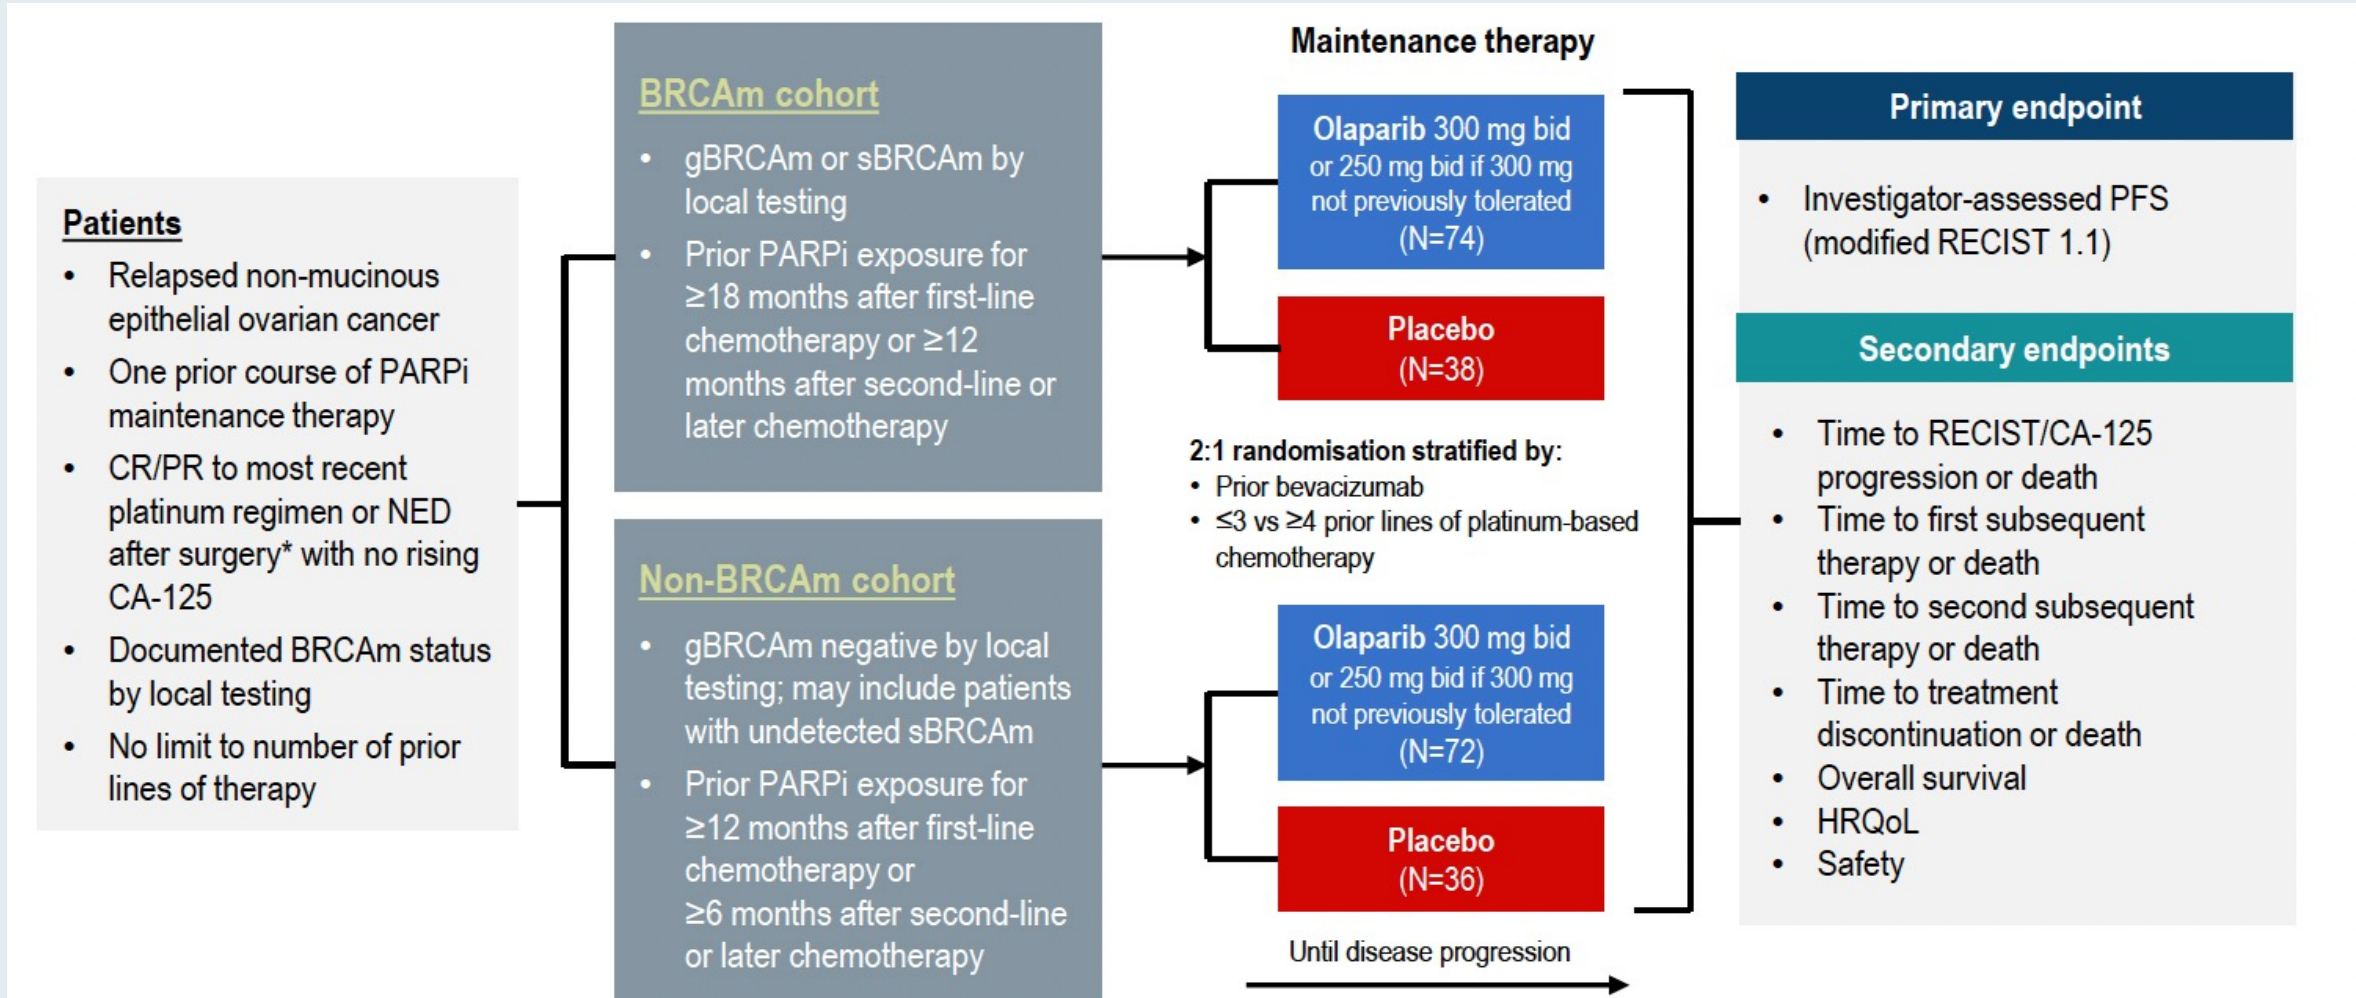 Patients
• Relapsed non-mucinous
epithelial ovarian cancer
• One prior course of PARPi
maintenance therapy
• CR/PR to most recent
platinum regimen or NED
after surgery* with no rising
CA-125
• Documented BRCAm status
by local testing
• No limit to number of prior
lines of therapy
BRCAm cohort
• gBRCAm or sBRCAm by
local testing
• Prior PARPi exposure for
≥18 months after first-line
chemotherapy or ≥12
months after second-line or
later chemotherapy
Non-BRCAm cohort
• gBRCAm negative by local
testing; may include patients
with undetected sBRCAm
• Prior PARPi exposure for
≥12 months after first-line
chemotherapy or
≥6 months after second-line
or later chemotherapy
Maintenance therapy
Olaparib 300 mg bid
or 250 mg bid if 300 mg
not previously tolerated
(N=74)
Placebo
(N=38)
2:1 randomisation stratified by:
• Prior bevacizumab
• ≤3 vs ≥4 prior lines of platinum-based
chemotherapy
Olaparib 300 mg bid
or 250 mg bid if 300 mg
not previously tolerated
(N=72)
Placebo
(N=36)
Until disease progression
Primary endpoint
• Investigator-assessed PFS
(modified RECIST 1.1)
Secondary endpoints
• Time to RECIST/CA-125
progression or death
• Time to first subsequent
therapy or death
• Time to second subsequent
therapy or death
• Time to treatment
discontinuation or death
• Overall survival
• HRQoL
• Safety